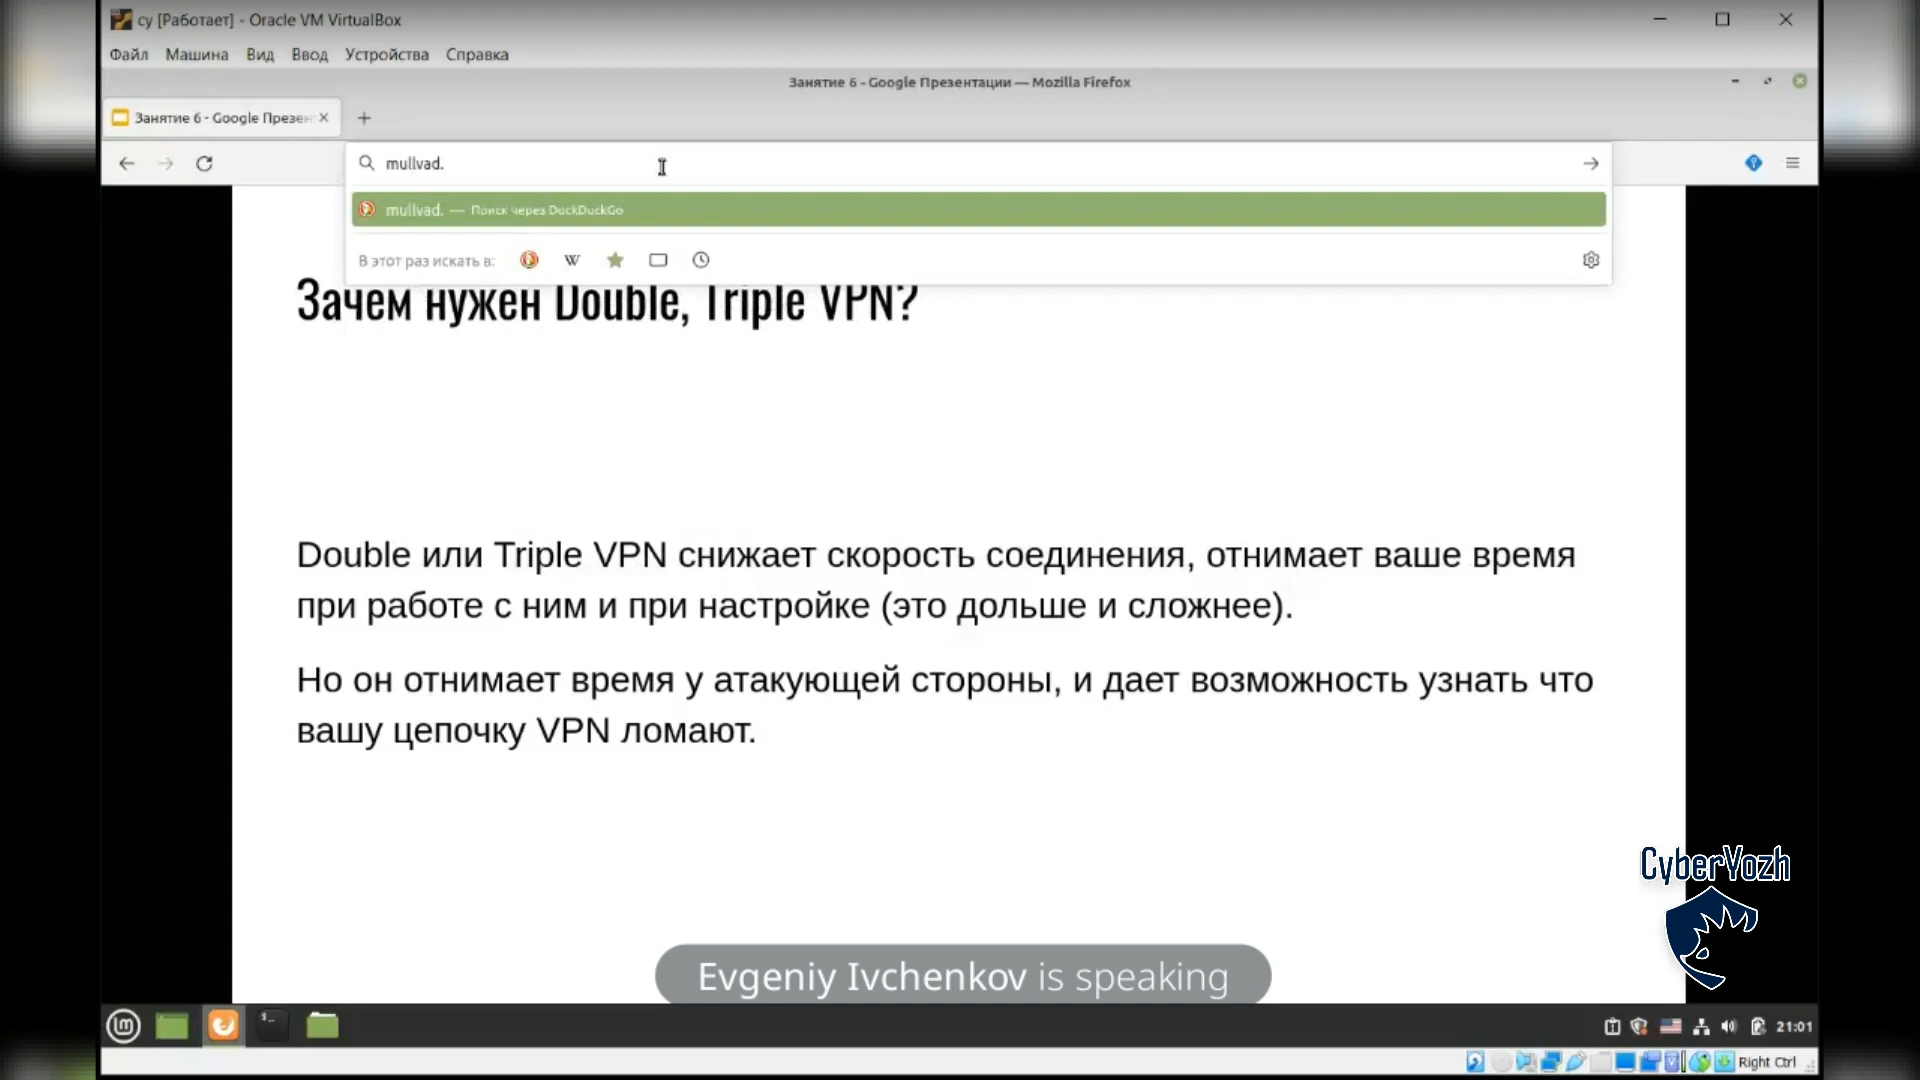 су [Работает] - Oracle VM VirtualBox
Файл Машина Вид Ввод Устройства Справка
Занятие 6 - Google Презентации — Mozilla Firefox
Занятие 6 - Google Презен
mullvad.
mullvad. — Поиск через DuckDuckGo
В этот раз искать в:
Зачем нужен Double, Triple VPN?
Double или Triple VPN снижает скорость соединения, отнимает ваше время
при работе с ним и при настройке (это дольше и сложнее).
Но он отнимает время у атакующей стороны, и дает возможность узнать что
вашу цепочку VPN ломают.
CyberYozh
Evgeniy Ivchenkov is speaking
21:01
Right Ctrl